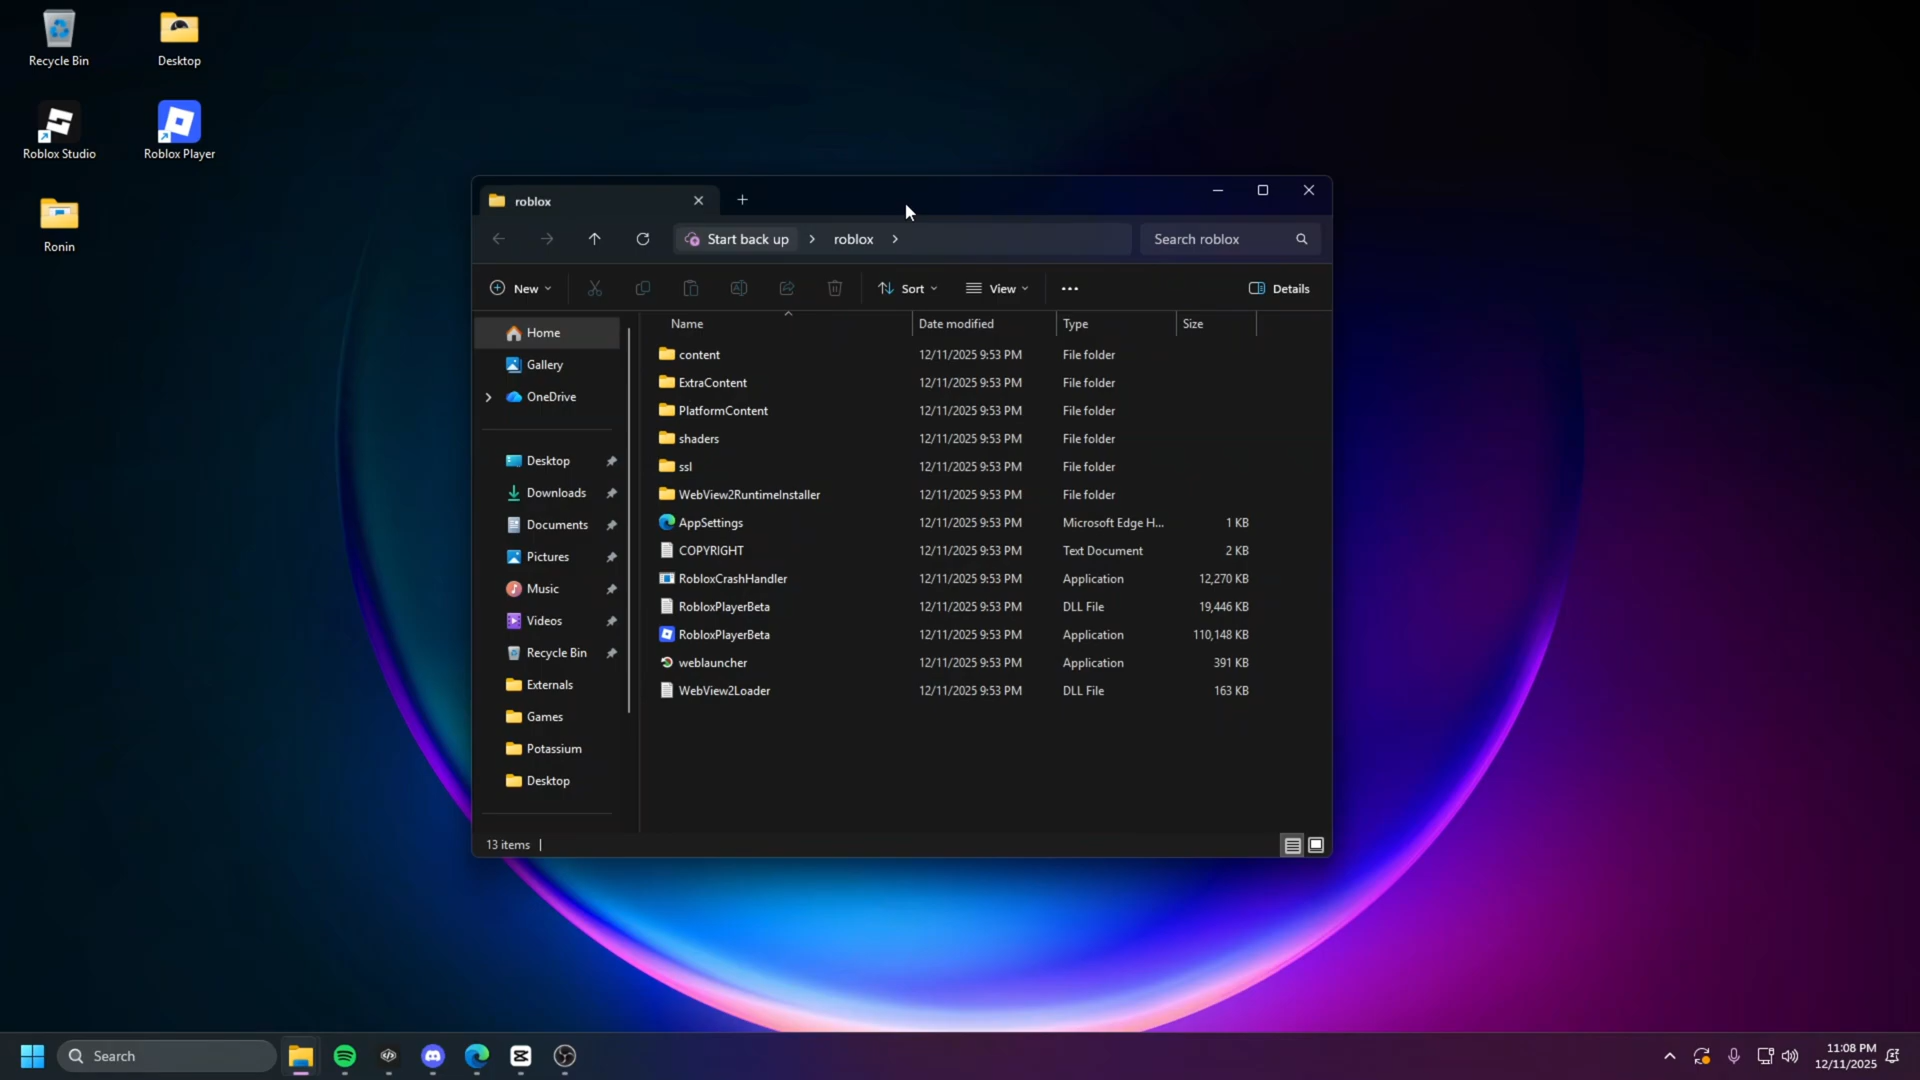 Recycle Bin
Desktop
Roblox Studio
Roblox Player
Ronin
roblox
Start back up
roblox
Search roblox
New
Sort
View
Details
Name
Date modified
Type
Size
Home
Gallery
OneDrive
Desktop
Downloads
Documents
Pictures
Music
Videos
Recycle Bin
Externals
Games
Potassium
Desktop
content 12/11/2025 9:53 PM File folder
ExtraContent 12/11/2025 9:53 PM File folder
PlatformContent 12/11/2025 9:53 PM File folder
shaders 12/11/2025 9:53 PM File folder
ssl 12/11/2025 9:53 PM File folder
WebView2RuntimeInstaller 12/11/2025 9:53 PM File folder
AppSettings 12/11/2025 9:53 PM Microsoft Edge H... 1 KB
COPYRIGHT 12/11/2025 9:53 PM Text Document 2 KB
RobloxCrashHandler 12/11/2025 9:53 PM Application 12,270 KB
RobloxPlayerBeta 12/11/2025 9:53 PM DLL File 19,446 KB
RobloxPlayerBeta 12/11/2025 9:53 PM Application 110,148 KB
weblauncher 12/11/2025 9:53 PM Application 391 KB
WebView2Loader 12/11/2025 9:53 PM DLL File 163 KB
13 items
Search
11:08 PM
12/11/2025